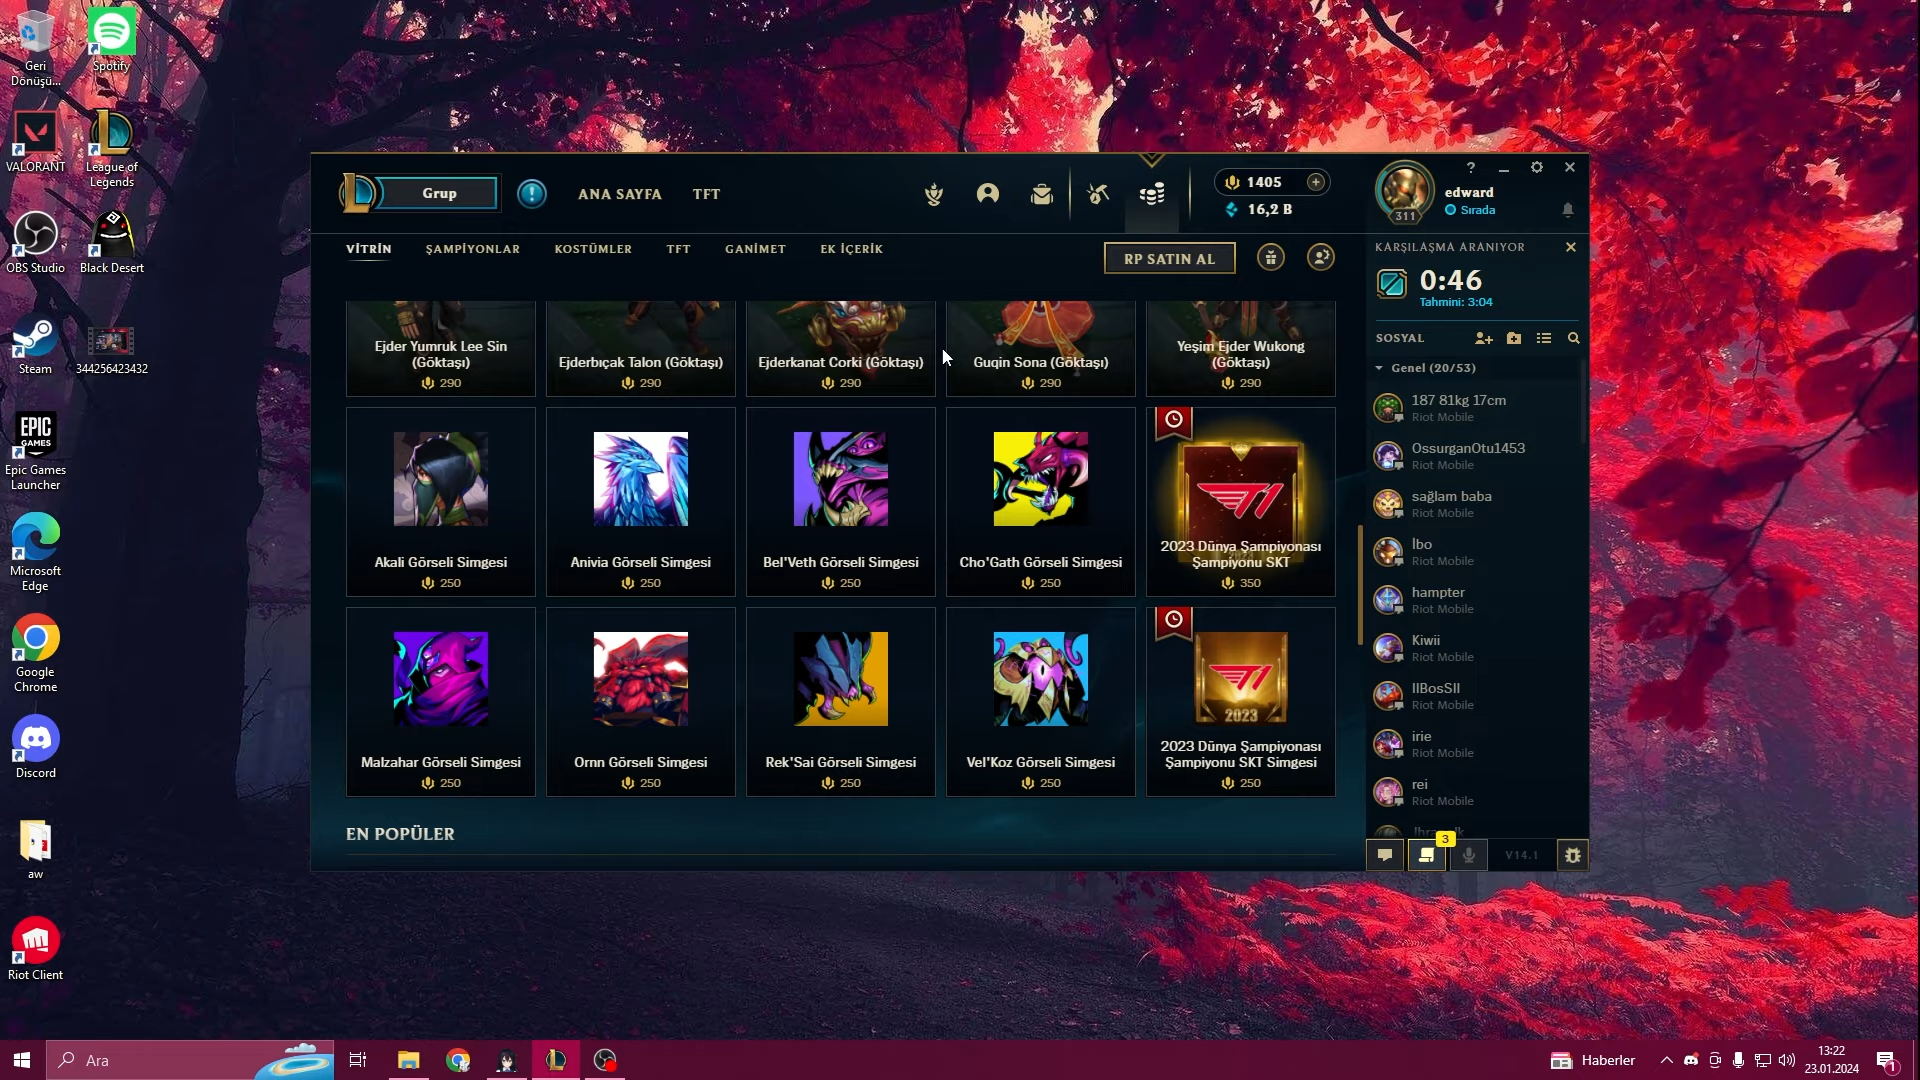 Geri
Dönüşü...
Spotify
VALORANT
League of
Legends
OBS Studio
Black Desert
Steam
344256423432
EPIC
GAMES
Epic Games
Launcher
Microsoft
Edge
Google
Chrome
Discord
aw
Riot Client
Grup
ANA SAYFA
TFT
1405
16,2 B
311
edward
Sırada
VİTRİN
ŞAMPİYONLAR
KOSTÜMLER
TFT
GANİMET
EK İÇERİK
RP SATIN AL
KARŞILAŞMA ARANIYOR
0:46
Tahmini: 3:04
SOSYAL
Genel (20/53)
187 81kg 17cm
Riot Mobile
OssurganOtu1453
Riot Mobile
sağlam baba
Riot Mobile
lbo
Riot Mobile
hampter
Riot Mobile
Kiwii
Riot Mobile
IlBosSIl
Riot Mobile
irie
Riot Mobile
rei
Riot Mobile
3
V14.1
Ejder Yumruk Lee Sin
(Göktaşı)
290
Ejderbıçak Talon (Göktaşı)
290
Ejderkanat Corki (Göktaşı)
290
Guqin Sona (Göktaşı)
290
Yeşim Ejder Wukong
(Göktaşı)
290
Akali Görseli Simgesi
250
Anivia Görseli Simgesi
250
Bel'Veth Görseli Simgesi
250
Cho'Gath Görseli Simgesi
250
T1
2023 Dünya Şampiyonası
Şampiyonu SKT
350
Malzahar Görseli Simgesi
250
Ornn Görseli Simgesi
250
Rek'Sai Görseli Simgesi
250
Vel'Koz Görseli Simgesi
250
T1
2023
2023 Dünya Şampiyonası
Şampiyonu SKT Simgesi
250
EN POPÜLER
Ara
Haberler
13:22
23.01.2024
1